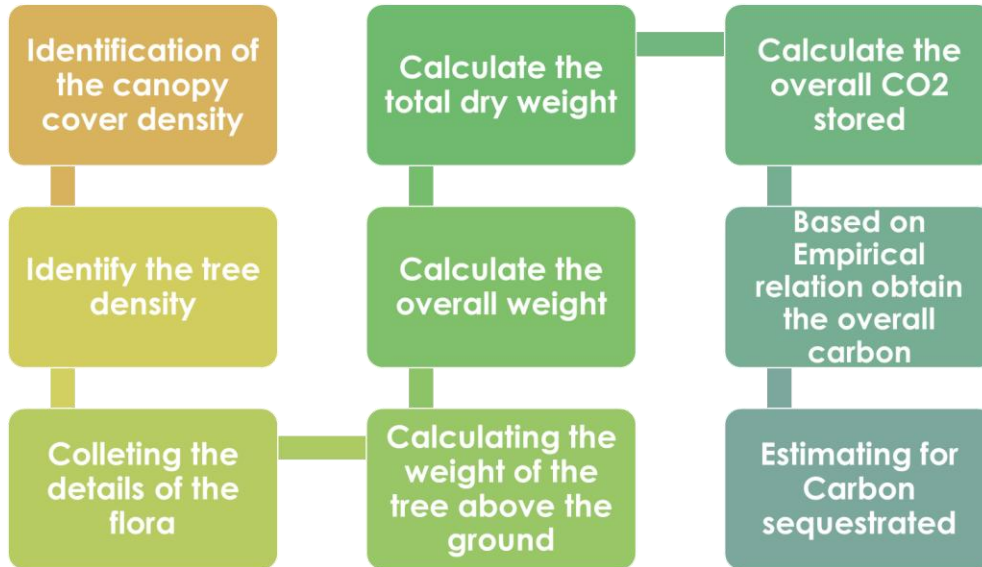 Identification of
the canopy
cover density
Identify the tree
density
Colleting the
details of the
flora
Calculating the
weight of the
tree above the
ground
Calculate the
overall weight
Calculate the
total dry weight
Calculate the
overall CO2
stored
Based on
Empirical
relation obtain
the overall
carbon
Estimating for
Carbon
sequestrated